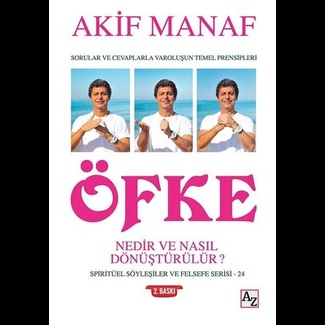 AKİF MANAF
SORULAR VE CEVAPLARLA VAROLUŞUN TEMEL PRENSİPLERİ
ÖFKE
NEDİR VE NASIL
DÖNÜŞTÜRÜLÜR?
SPİRİTÜEL SÖYLEŞİLER VE FELSEFE SERİSİ - 24
2. BASKI
AZ